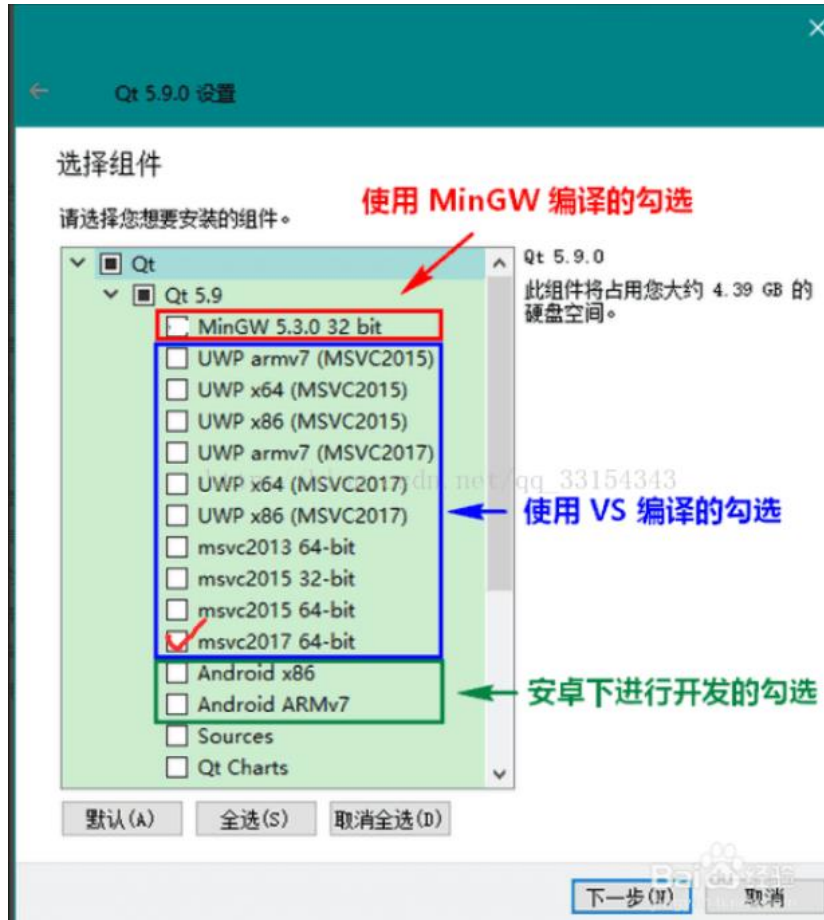 Qt 5.9.0 设置
选择组件
使用 MinGW 编译的勾选
请选择您想要安装的组件。
Qt
Qt 5.9.0
Qt 5.9
此组件将占用您大约 4.39 GB 的
硬盘空间。
MinGW 5.3.0 32 bit
UWP armv7 (MSVC2015)
UWP x64 (MSVC2015)
UWP x86 (MSVC2015)
UWP armv7 (MSVC2017)
UWP x64 (MSVC2017)
UWP x86 (MSVC2017)
使用 VS 编译的勾选
msvc2013 64-bit
msvc2015 32-bit
msvc2015 64-bit
msvc2017 64-bit
Android x86
安卓下进行开发的勾选
Android ARMv7
Sources
Qt Charts
默认(A)
全选(S)
取消全选(D)
Baidu 经验
下一步(N)
取消